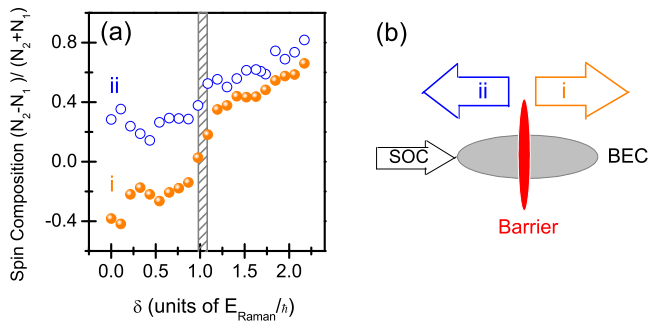 (a)
(b)
Spin Composition (N₂-N₁ )/ (N₂+N₁)
0.8
0.4
0.0
-0.4
ii
i
0.0 0.5 1.0 1.5 2.0
δ (units of E_Raman/ℏ)
ii
i
SOC
BEC
Barrier